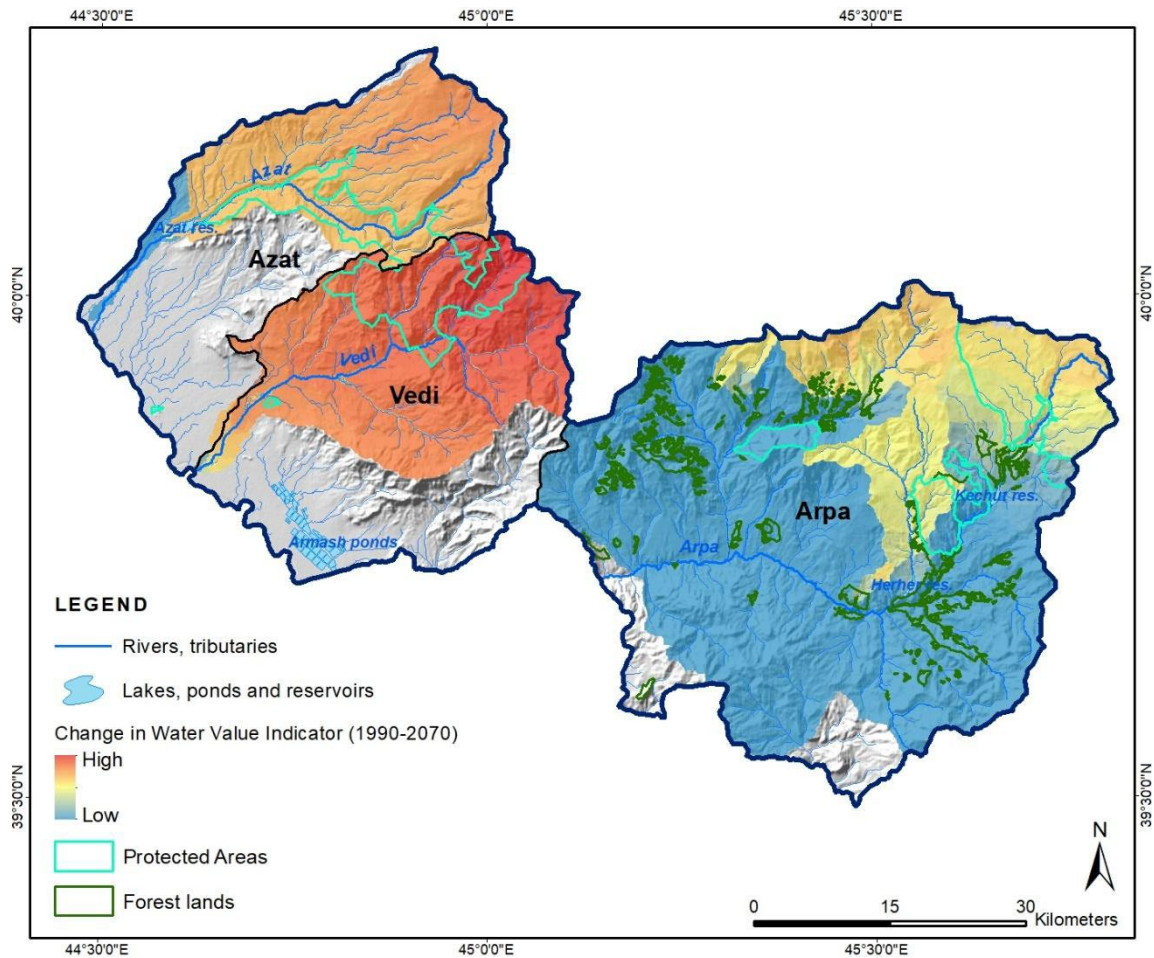 44°30'0"E
45°0'0"E
45°30'0"E
40°0'0"N
40°0'0"N
Azat
Azat res.
Azat
Vedi
Vedi
Armash ponds
Arpa
Kechut res.
Arpa
Herher res.
LEGEND
Rivers, tributaries
Lakes, ponds and reservoirs
Change in Water Value Indicator (1990-2070)
High
Low
Protected Areas
Forest lands
39°30'0"N
39°30'0"N
N
0 15 30
Kilometers
44°30'0"E
45°0'0"E
45°30'0"E